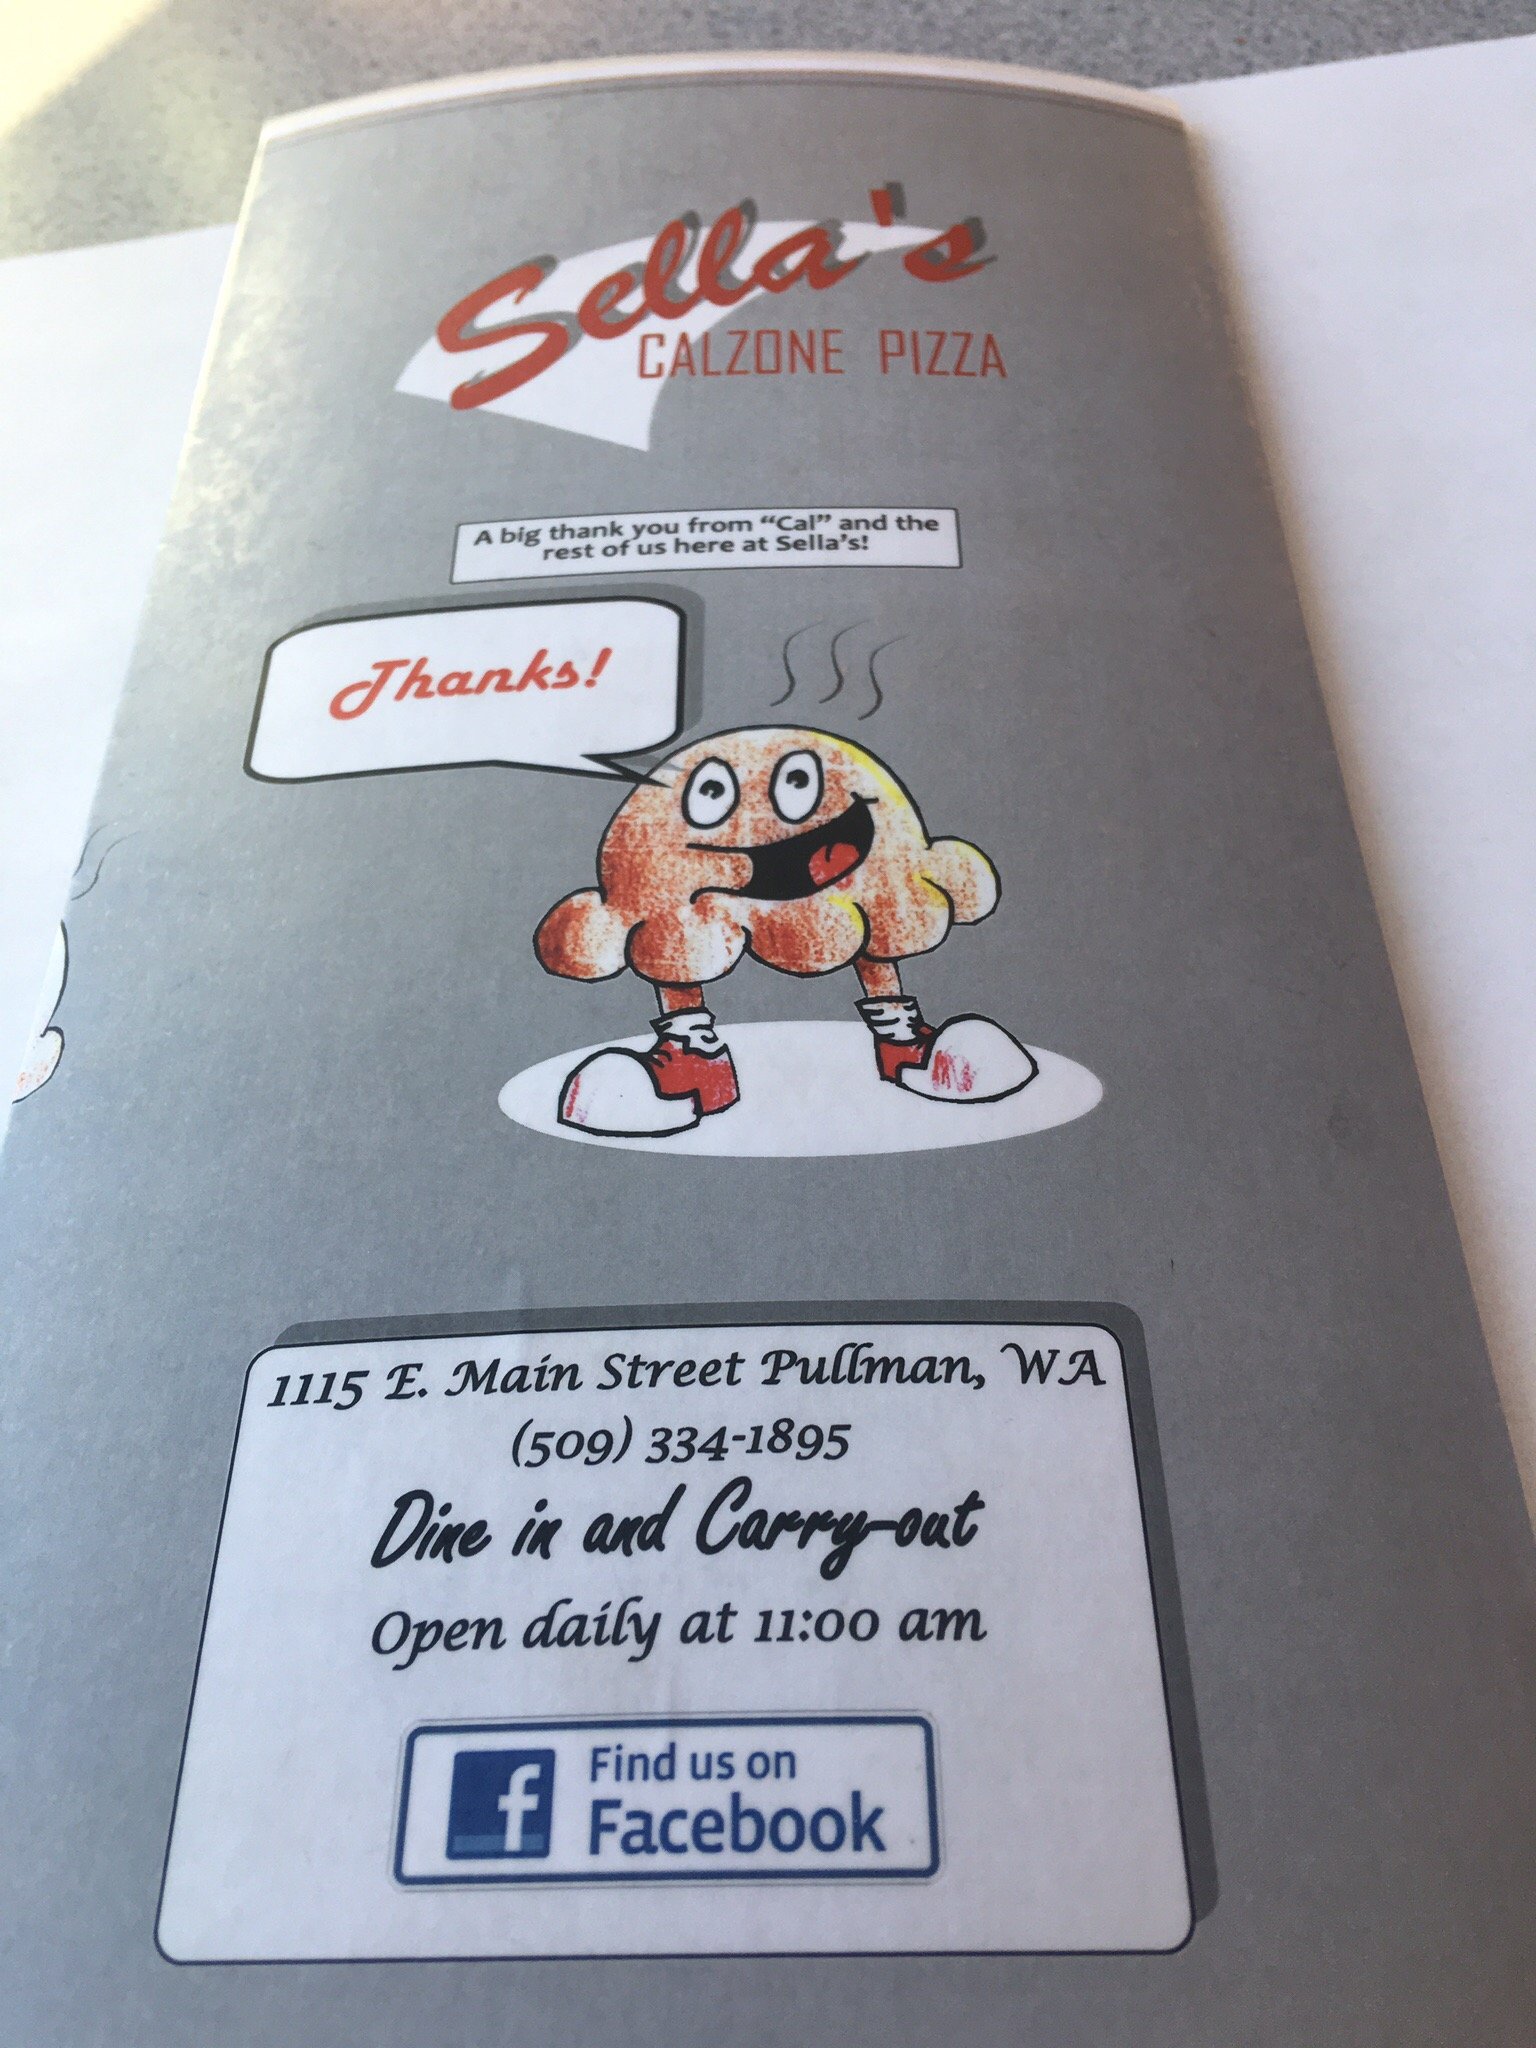 Sella's
CALZONE PIZZA
A big thank you from “Cal” and the
rest of us here at Sella’s!
Thanks!
1115 E. Main Street Pullman, WA
(509) 334-1895
Dine in and Carry-out
Open daily at 11:00 am
f
Find us on
Facebook